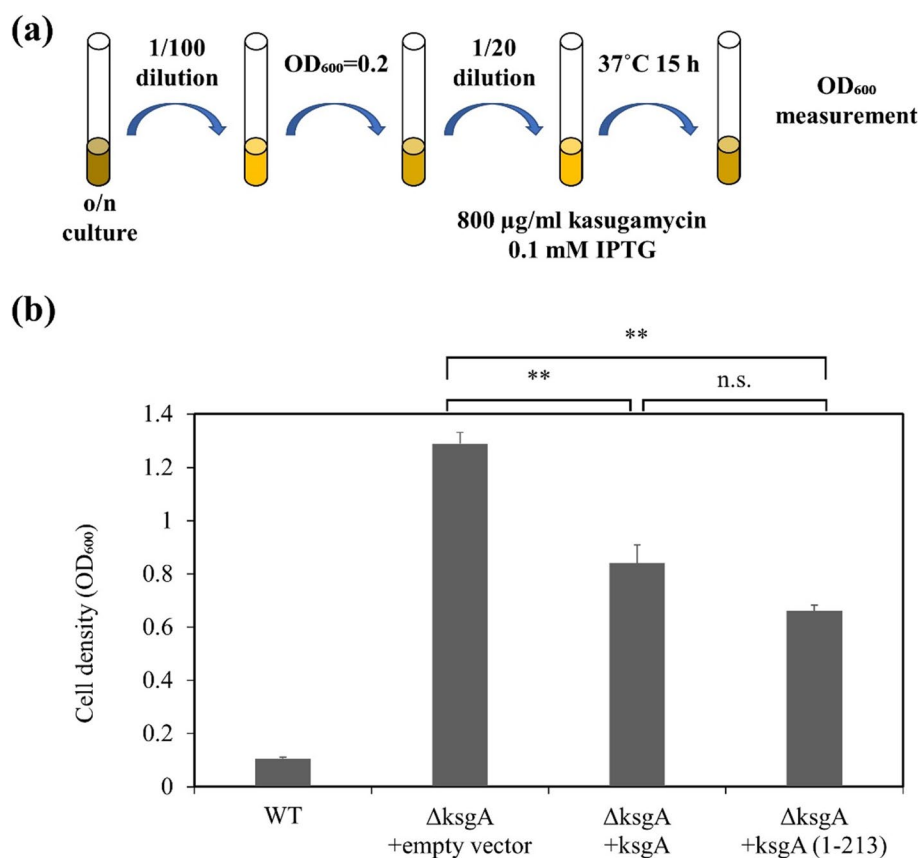 (a)
1/100
dilution
OD₆₀₀=0.2
1/20
dilution
37°C 15 h
OD₆₀₀
measurement
o/n
culture
800 µg/ml kasugamycin
0.1 mM IPTG
(b)
**
**
n.s.
Cell density (OD₆₀₀)
1.4
1.2
1
0.8
0.6
0.4
0.2
0
WT
ΔksgA
+empty vector
ΔksgA
+ksgA
ΔksgA
+ksgA (1-213)